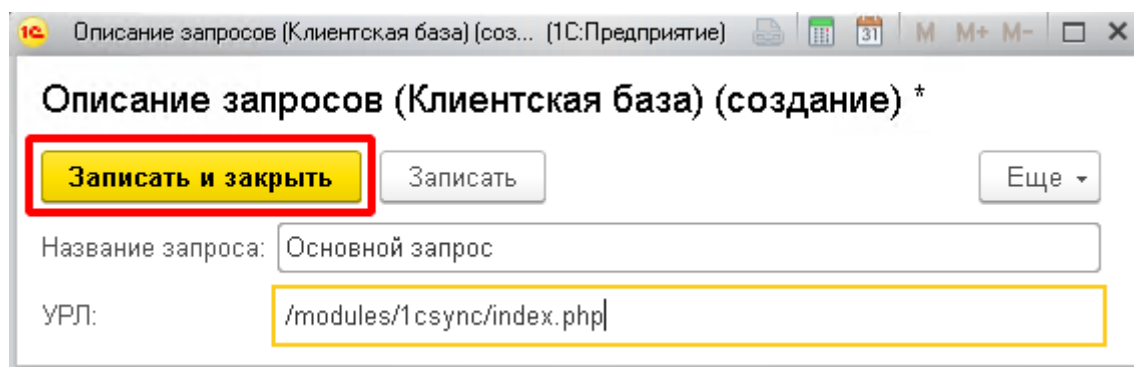 1С Описание запросов (Клиентская база) (соз... (1С:Предприятие) 31 M M+ M-
Описание запросов (Клиентская база) (создание) *
Записать и закрыть Записать Еще
Название запроса: Основной запрос
УРЛ: /modules/1csync/index.php